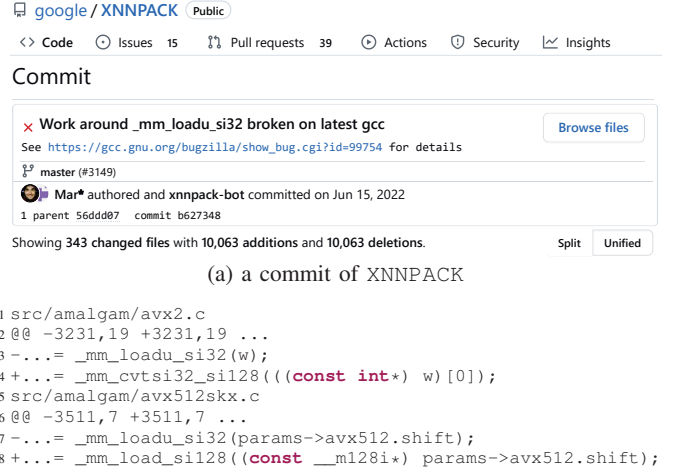 google / XNNPACK Public
<> Code Issues 15 Pull requests 39 Actions Security Insights
Commit
× Work around _mm_loadu_si32 broken on latest gcc
Browse files
See https://gcc.gnu.org/bugzilla/show_bug.cgi?id=99754 for details
master (#3149)
Mar* authored and xnnpack-bot committed on Jun 15, 2022
1 parent 56ddd07 commit b627348
Showing 343 changed files with 10,063 additions and 10,063 deletions.
Split Unified
(a) a commit of XNNPACK
1 src/amalgam/avx2.c
2 @@ -3231,19 +3231,19 ...
3 -...= _mm_loadu_si32(w);
4 +...= _mm_cvtsi32_si128(((const int*) w)[0]);
5 src/amalgam/avx512skx.c
6 @@ -3511,7 +3511,7 ...
7 -...= _mm_loadu_si32(params->avx512.shift);
8 +...= _mm_load_si128((const __m128i*) params->avx512.shift);